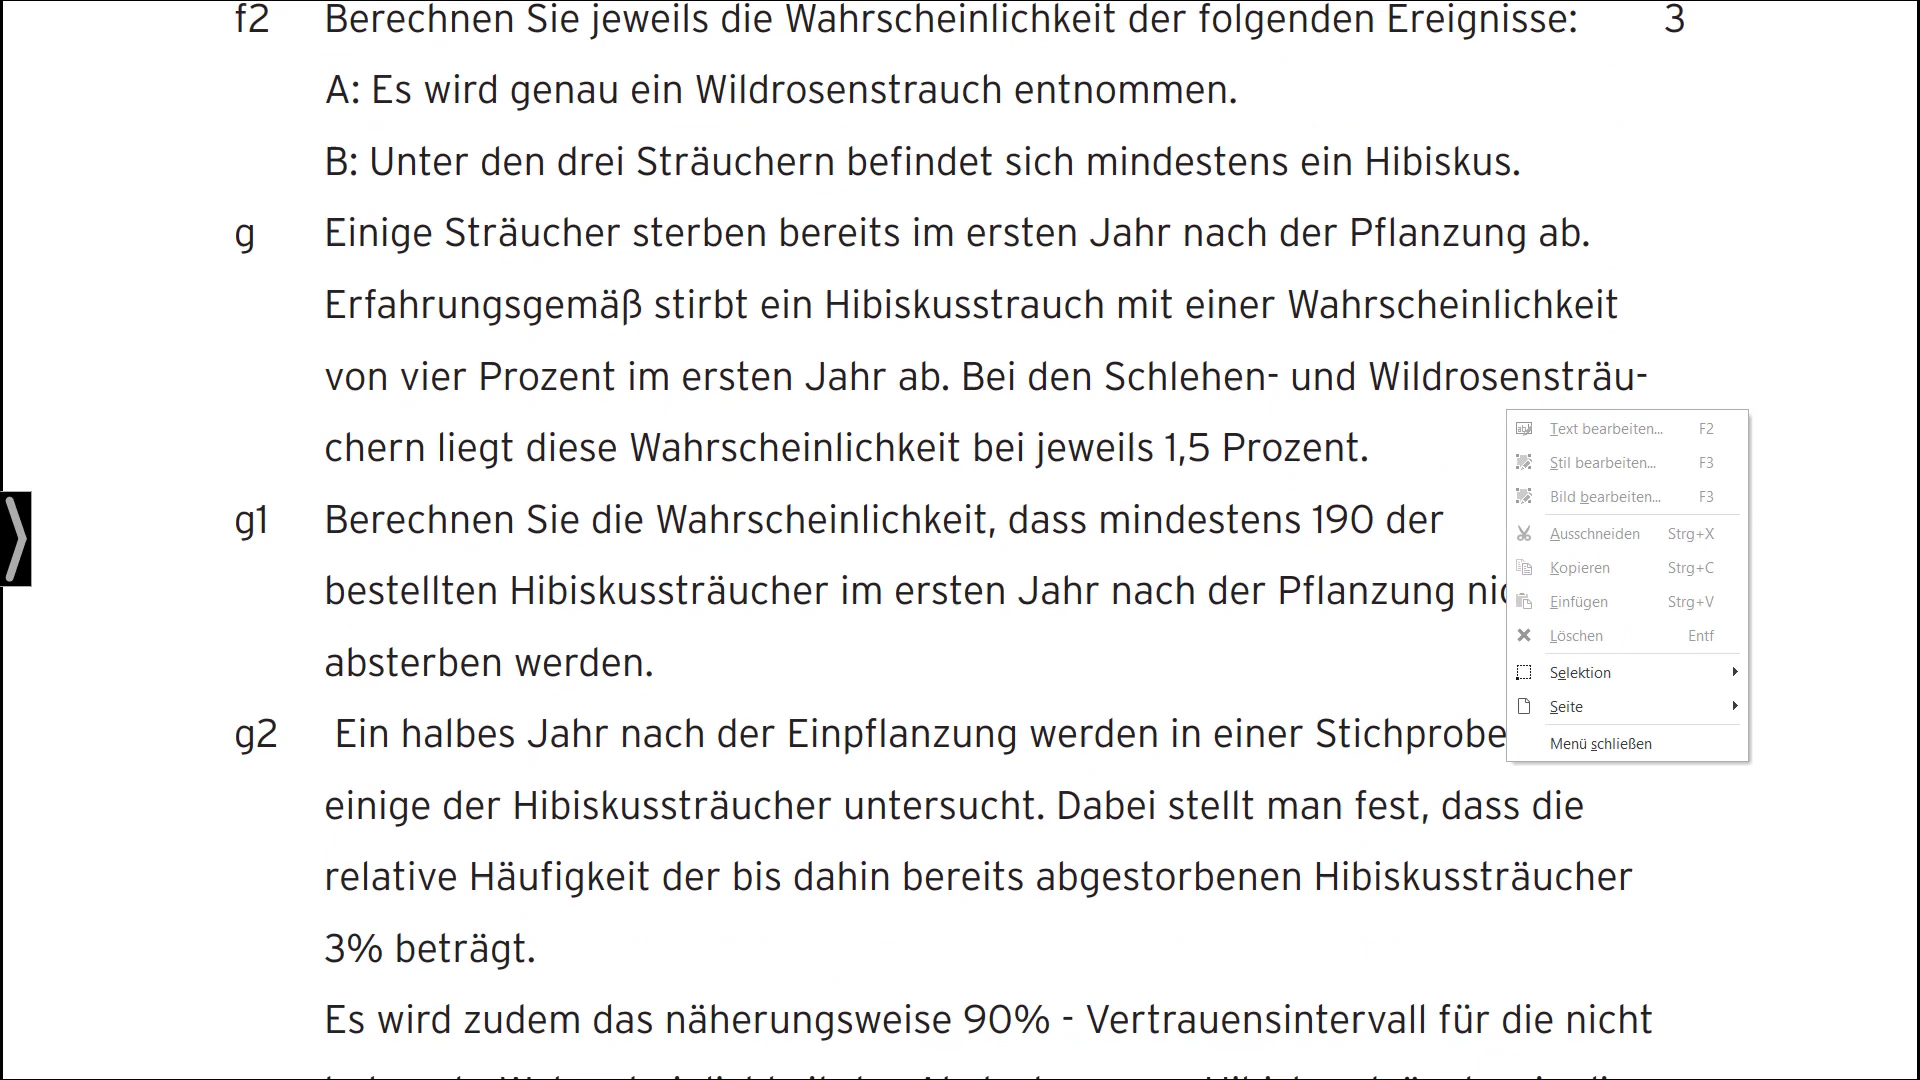 f2 Berechnen Sie jeweils die Wahrscheinlichkeit der folgenden Ereignisse: 3
A: Es wird genau ein Wildrosenstrauch entnommen.
B: Unter den drei Sträuchern befindet sich mindestens ein Hibiskus.
g Einige Sträucher sterben bereits im ersten Jahr nach der Pflanzung ab.
Erfahrungsgemäß stirbt ein Hibiskusstrauch mit einer Wahrscheinlichkeit
von vier Prozent im ersten Jahr ab. Bei den Schlehen- und Wildrosensträu-
chern liegt diese Wahrscheinlichkeit bei jeweils 1,5 Prozent.
g1 Berechnen Sie die Wahrscheinlichkeit, dass mindestens 190 der
bestellten Hibiskussträucher im ersten Jahr nach der Pflanzung
absterben werden.
g2 Ein halbes Jahr nach der Einpflanzung werden in einer Stichprobe
einige der Hibiskussträucher untersucht. Dabei stellt man fest, dass die
relative Häufigkeit der bis dahin bereits abgestorbenen Hibiskussträucher
3% beträgt.
Es wird zudem das näherungsweise 90% - Vertrauensintervall für die nicht
Text bearbeiten... F2
Stil bearbeiten... F3
Bild bearbeiten... F3
Ausschneiden Strg+X
Kopieren Strg+C
Einfügen Strg+V
Löschen Entf
Selektion
Seite
Menü schließen